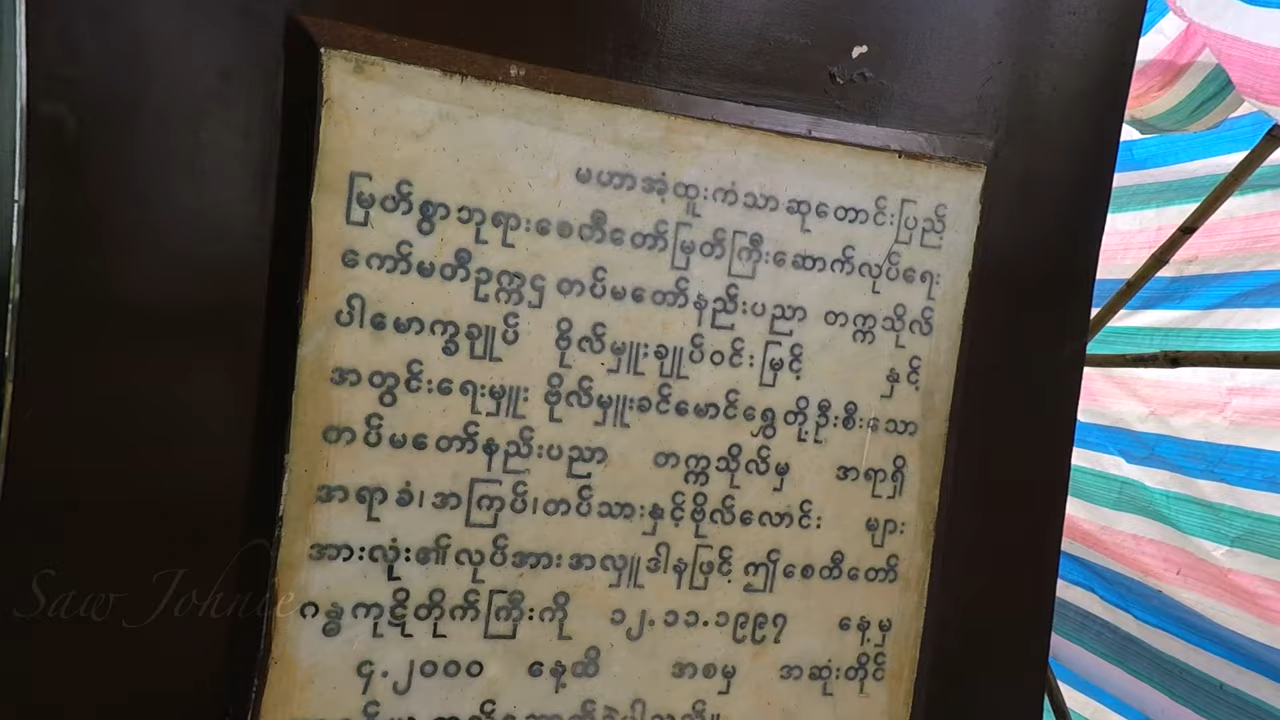 မဟာအံ့ထူးကံသာဆုတောင်းပြည့်
မြတ်စွာဘုရားစေတီတော်မြတ်ကြီးဆောက်လုပ်ရေး
ကော်မတီဥက္ကဌ တပ်မတော်နည်းပညာ တက္ကသိုလ်
ပါမောက္ခချုပ် ဗိုလ်မှူးချုပ်ဝင်းမြင့် နှင့်
အတွင်းရေးမှူး ဗိုလ်မှူးခင်မောင်ရွှေတို့ဦးစီးသော
တပ်မတော်နည်းပညာ တက္ကသိုလ်မှ အရာရှိ
အရာခံ၊အကြပ်၊တပ်သားနှင့်ဗိုလ်လောင်း များ
အားလုံး၏လုပ်အားအလှူဒါနဖြင့် ဤစေတီတော်
ဂန္ဓကုဋိတိုက်ကြီးကို ၁၂.၁၁.၁၉၉၇ နေ့မှ
၄.၂၀၀၀ နေ့ထိ အစမှ အဆုံးတိုင်
Saw Johnce